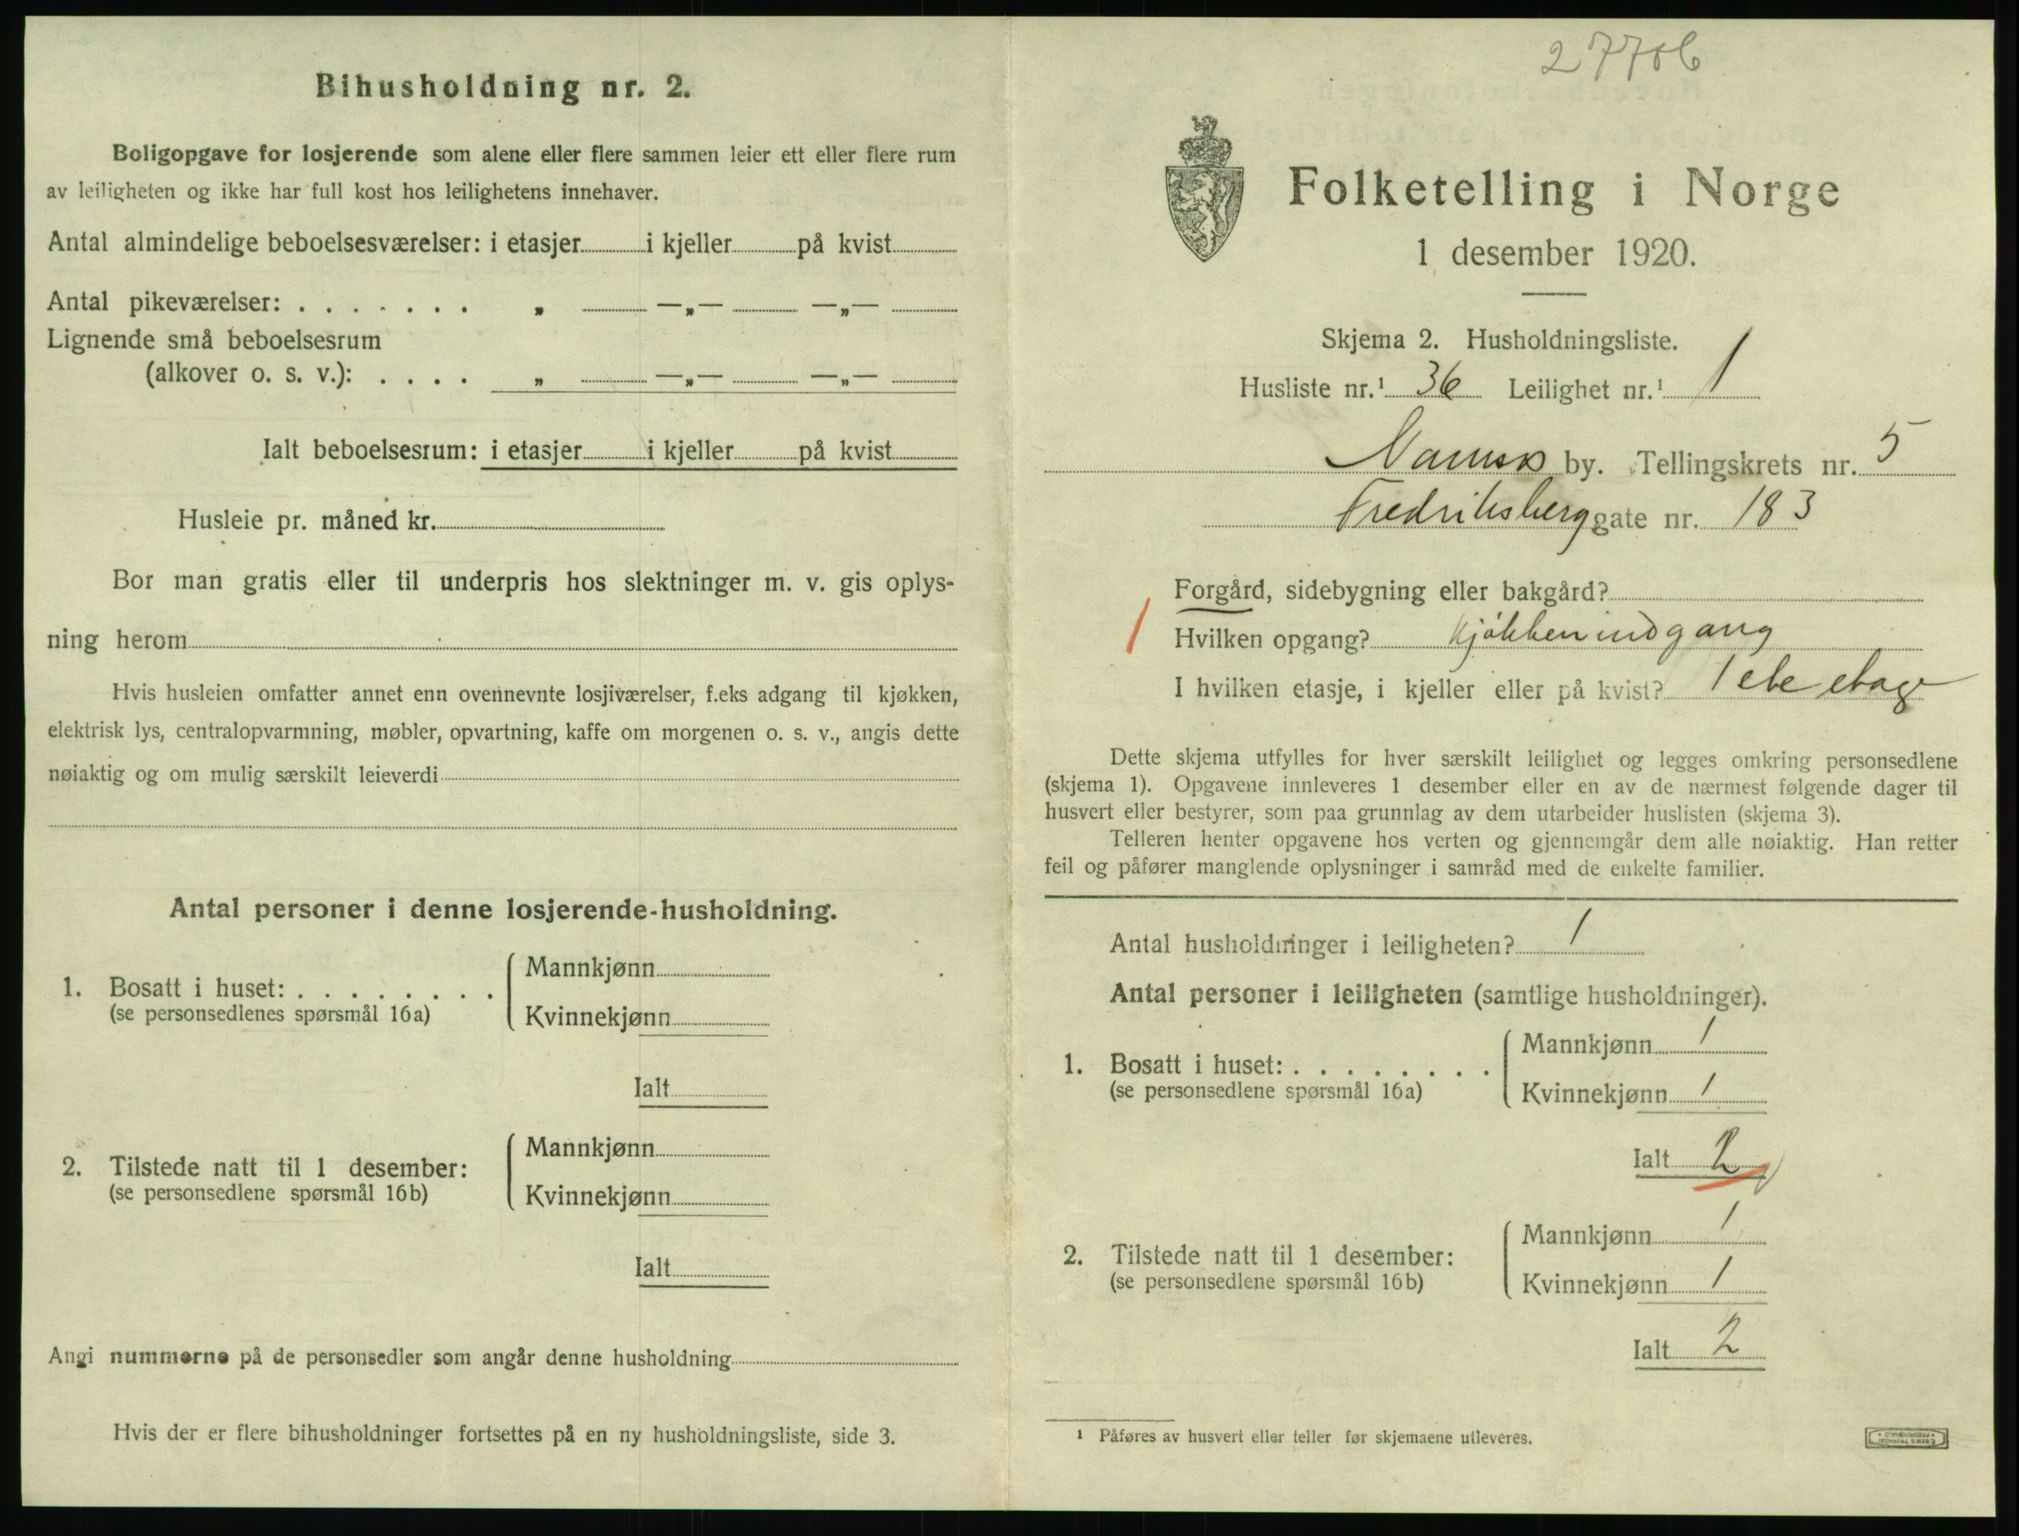 Bihusholdning nr. 2.
Boligopgave for losjerende som alene eller flere sammen leier ett eller flere rum
av leiligheten og ikke har full kost hos leilighetens innehaver.
Antal almindelige beboelsesværelser: i etasjer i kjeller på kvist
Antal pikeværelser: . . . . . . . „ —„— —„—
Lignende små beboelsesrum
(alkover o. s. v.): . . . . „ —„— —„—
Ialt beboelsesrum: i etasjer i kjeller på kvist
Husleie pr. måned kr.
Bor man gratis eller til underpris hos slektninger m. v. gis oplys-
ning herom
Hvis husleien omfatter annet enn ovennevnte losjiværelser, f.eks adgang til kjøkken,
elektrisk lys, centralopvarmning, møbler, opvartning, kaffe om morgenen o. s. v., angis dette
nøiaktig og om mulig særskilt leieverdi
Antal personer i denne losjerende-husholdning.
1. Bosatt i huset: . . . . . . . .
(se personsedlenes spørsmål 16a)
Mannkjønn
Kvinnekjønn
Ialt
2. Tilstede natt til 1 desember:
(se personsedlene spørsmål 16b)
Mannkjønn
Kvinnekjønn
Ialt
Angi nummerne på de personsedler som angår denne husholdning
Hvis der er flere bihusholdninger fortsettes på en ny husholdningsliste, side 3.
27706
Folketelling i Norge
1 desember 1920.
Skjema 2. Husholdningsliste.
Husliste nr.¹ 36 Leilighet nr.¹ 1
Namsos by. Tellingskrets nr. 5
Fredriksberg gate nr. 183
Forgård, sidebygning eller bakgård?
1 Hvilken opgang? Kjøkkenindgang
I hvilken etasje, i kjeller eller på kvist? 1ste etage
Dette skjema utfylles for hver særskilt leilighet og legges omkring personsedlene
(skjema 1). Opgavene innleveres 1 desember eller en av de nærmest følgende dager til
husvert eller bestyrer, som paa grunnlag av dem utarbeider huslisten (skjema 3).
Telleren henter opgavene hos verten og gjennemgår dem alle nøiaktig. Han retter
feil og påfører manglende oplysninger i samråd med de enkelte familier.
Antal husholdninger i leiligheten? 1
Antal personer i leiligheten (samtlige husholdninger).
1. Bosatt i huset: . . . . . . . .
(se personsedlene spørsmål 16a)
Mannkjønn 1
Kvinnekjønn 1
Ialt 2
2. Tilstede natt til 1 desember:
(se personsedlene spørsmål 16b)
Mannkjønn 1
Kvinnekjønn 1
Ialt 2
¹ Påføres av husvert eller teller før skjemaene utleveres.